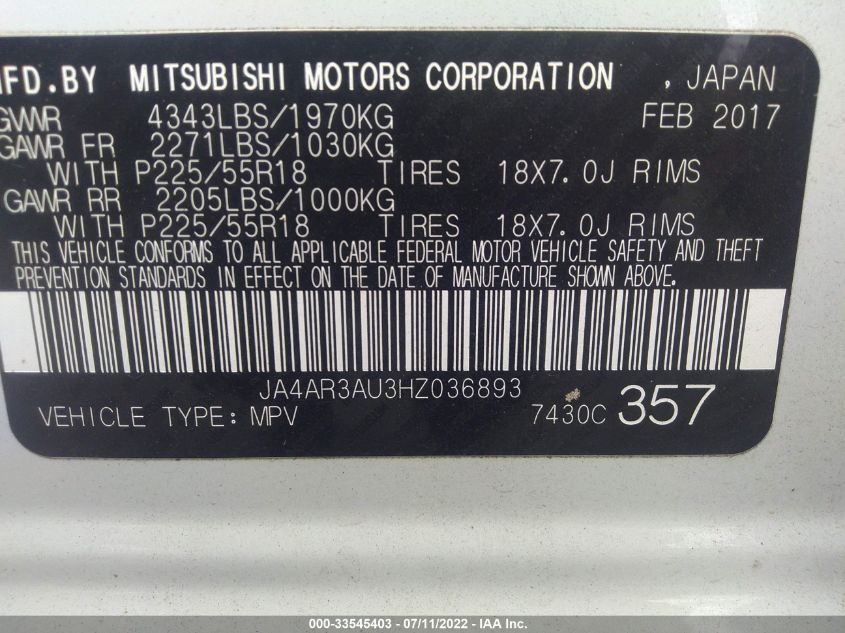 MFD.BY MITSUBISHI MOTORS CORPORATION , JAPAN
GVWR 4343LBS/1970KG FEB 2017
GAWR FR 2271LBS/1030KG
WITH P225/55R18 TIRES 18X7.0J RIMS
GAWR RR 2205LBS/1000KG
WITH P225/55R18 TIRES 18X7.0J RIMS
THIS VEHICLE CONFORMS TO ALL APPLICABLE FEDERAL MOTOR VEHICLE SAFETY AND THEFT
PREVENTION STANDARDS IN EFFECT ON THE DATE OF MANUFACTURE SHOWN ABOVE.
JA4AR3AU3HZ036893
VEHICLE TYPE: MPV 7430C 357
000-33545403 - 07/11/2022 - IAA Inc.